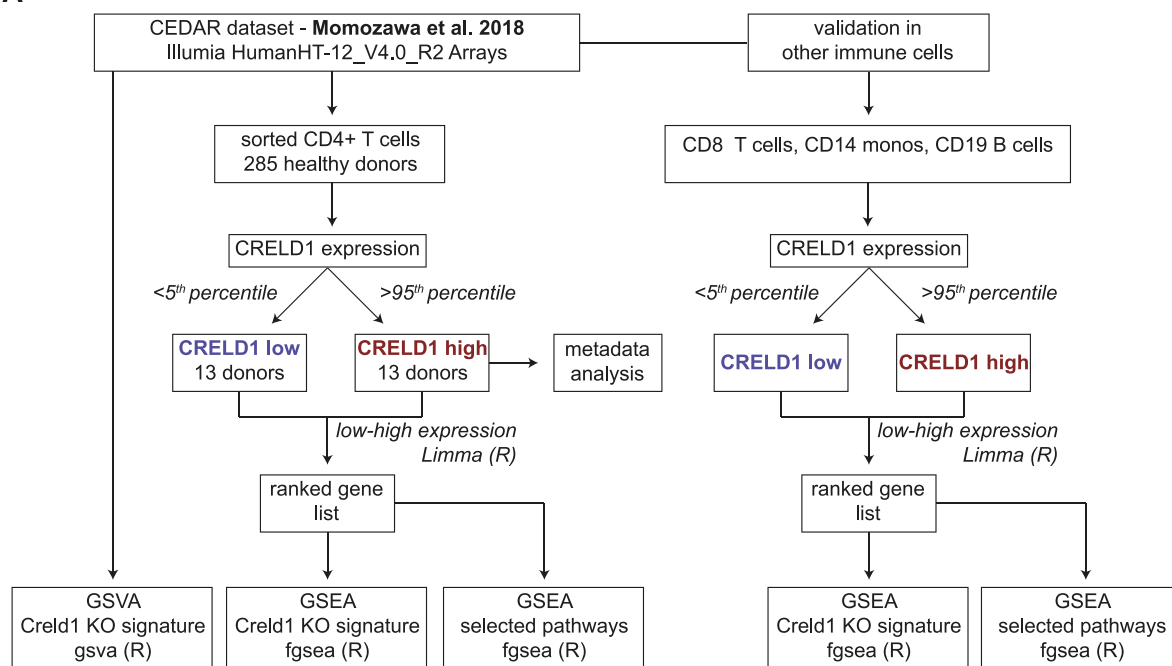 CEDAR dataset - Momozawa et al. 2018
Illumia HumanHT-12_V4.0_R2 Arrays
validation in
other immune cells
sorted CD4+ T cells
285 healthy donors
CD8 T cells, CD14 monos, CD19 B cells
CRELD1 expression
CRELD1 expression
<5th percentile
>95th percentile
<5th percentile
>95th percentile
CRELD1 low
13 donors
CRELD1 high
13 donors
metadata
analysis
CRELD1 low
CRELD1 high
low-high expression
Limma (R)
low-high expression
Limma (R)
ranked gene
list
ranked gene
list
GSVA
Creld1 KO signature
gsva (R)
GSEA
Creld1 KO signature
fgsea (R)
GSEA
selected pathways
fgsea (R)
GSEA
Creld1 KO signature
fgsea (R)
GSEA
selected pathways
fgsea (R)